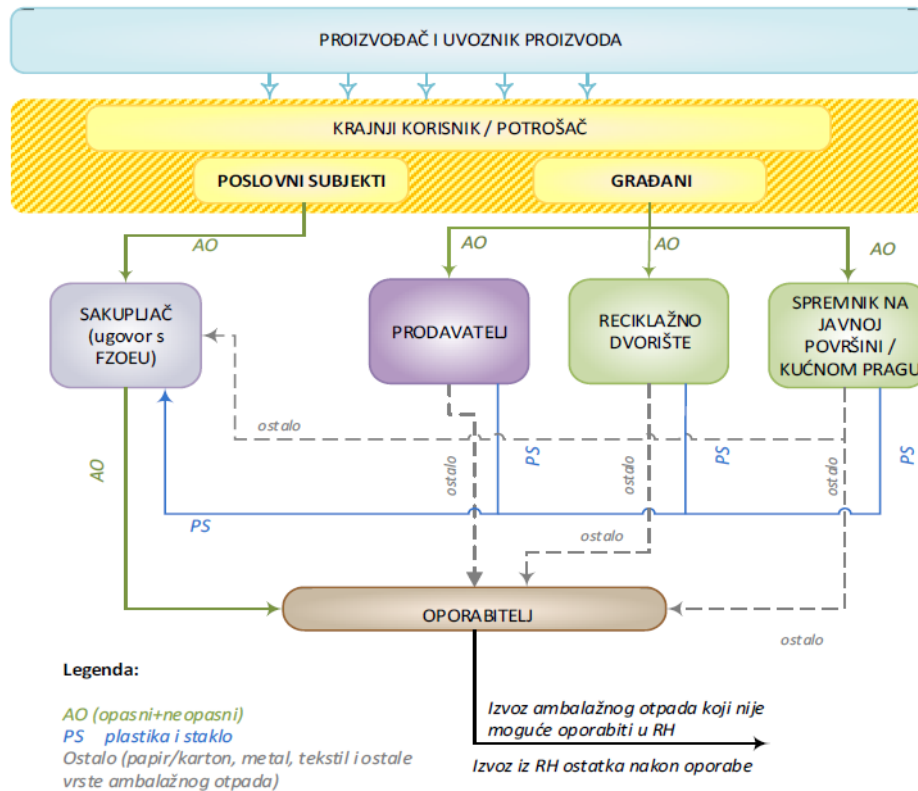 PROIZVOĐAČ I UVOZNIK PROIZVODA
KRAJNJI KORISNIK / POTROŠAČ
POSLOVNI SUBJEKTI
GRAĐANI
AO
AO
AO
AO
SAKUPLJAČ
(ugovor s
FZOEU)
PRODAVATELJ
RECIKLAŽNO
DVORIŠTE
SPREMNIK NA
JAVNOJ
POVRŠINI /
KUĆNOM PRAGU
ostalo
AO
ostalo
PS
ostalo
PS
ostalo
PS
PS
ostalo
OPORABITELJ
ostalo
Legenda:
AO (opasni+neopasni)
PS plastika i staklo
Ostalo (papir/karton, metal, tekstil i ostale
vrste ambalažnog otpada)
Izvoz ambalažnog otpada koji nije
moguće oporabiti u RH
Izvoz iz RH ostatka nakon oporabe